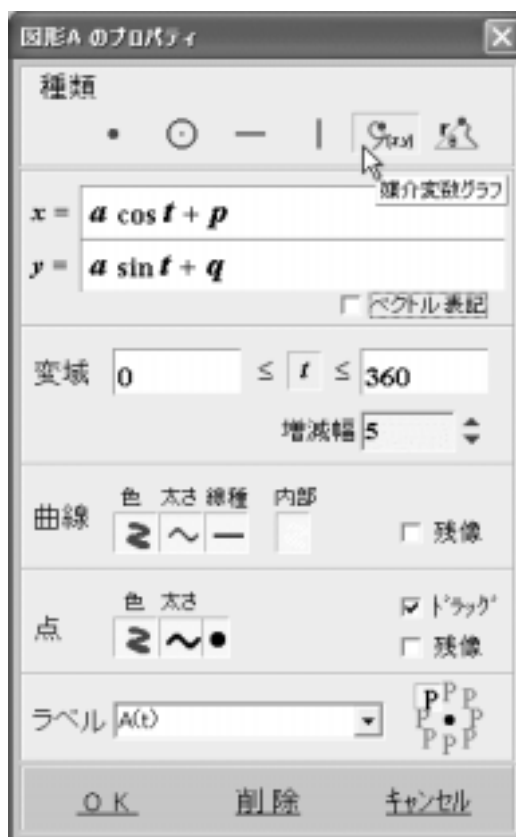 図形A のプロパティ
種類
媒介変数グラフ
x = a cos t + p
y = a sin t + q
ベクトル表記
変域 0 ≤ t ≤ 360
増減幅 5
色 太さ 線種 内部
曲線
残像
色 太さ
点
ドラッグ
残像
ラベル A(t)
P P P
P P
P P P
OK 削除 キャンセル